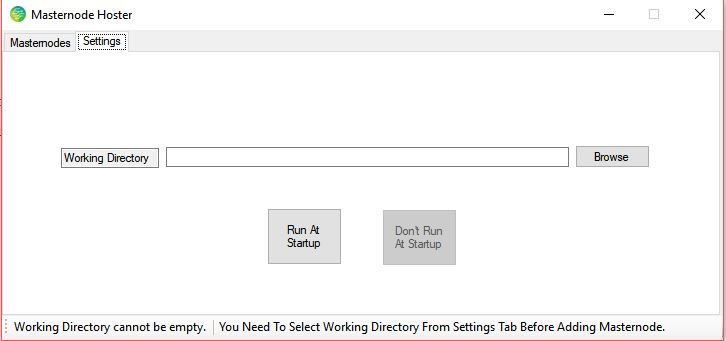 Masternode Hoster
Masternodes Settings
Working Directory Browse
Run At
Startup
Don't Run
At Startup
Working Directory cannot be empty. You Need To Select Working Directory From Settings Tab Before Adding Masternode.